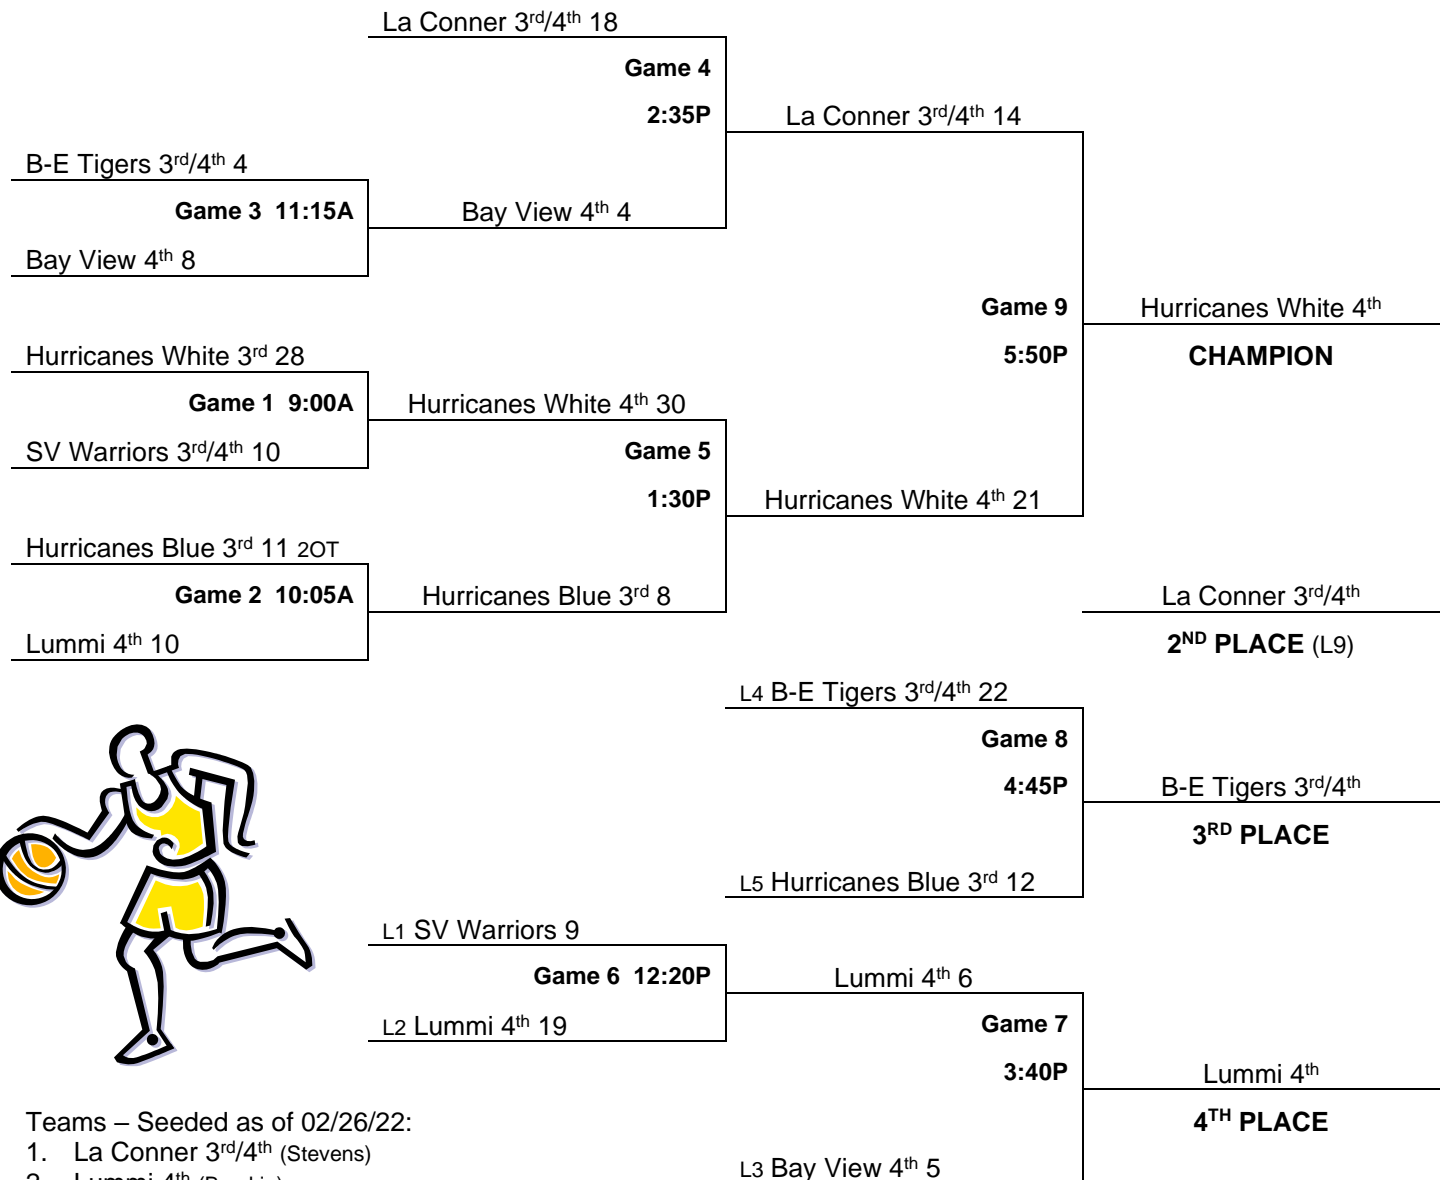 La Conner 3rd/4th 18
Game 4
2:35P
La Conner 3rd/4th 14
B-E Tigers 3rd/4th 4
Game 3 11:15A
Bay View 4th 4
Bay View 4th 8
Game 9
5:50P
Hurricanes White 4th
CHAMPION
Hurricanes White 3rd 28
Game 1 9:00A
Hurricanes White 4th 30
SV Warriors 3rd/4th 10
Game 5
1:30P
Hurricanes White 4th 21
Hurricanes Blue 3rd 11 2OT
Game 2 10:05A
Hurricanes Blue 3rd 8
Lummi 4th 10
La Conner 3rd/4th
2ND PLACE (L9)
L4 B-E Tigers 3rd/4th 22
Game 8
4:45P
B-E Tigers 3rd/4th
3RD PLACE
L5 Hurricanes Blue 3rd 12
L1 SV Warriors 9
Game 6 12:20P
Lummi 4th 6
L2 Lummi 4th 19
Game 7
3:40P
Lummi 4th
4TH PLACE
L3 Bay View 4th 5
Teams – Seeded as of 02/26/22:
1. La Conner 3rd/4th (Stevens)
2. Lummi 4th